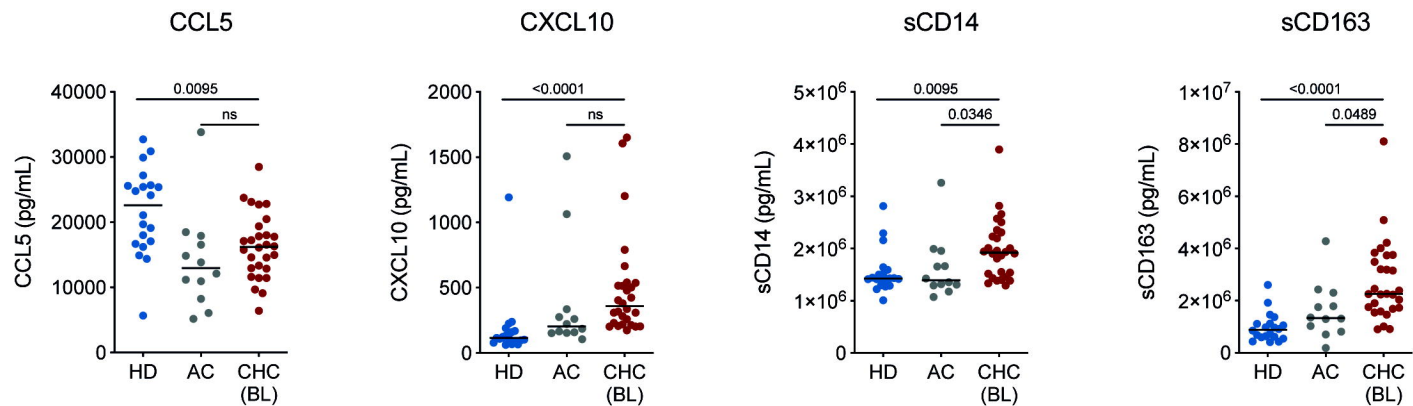 CCL5
CXCL10
sCD14
sCD163
CCL5 (pg/mL)
40000
30000
20000
10000
0
0.0095
ns
HD
AC
CHC
(BL)
CXCL10 (pg/mL)
2000
1500
1000
500
0
<0.0001
ns
HD
AC
CHC
(BL)
sCD14 (pg/mL)
5×10⁶
4×10⁶
3×10⁶
2×10⁶
1×10⁶
0
0.0095
0.0346
HD
AC
CHC
(BL)
sCD163 (pg/mL)
1×10⁷
8×10⁶
6×10⁶
4×10⁶
2×10⁶
0
<0.0001
0.0489
HD
AC
CHC
(BL)